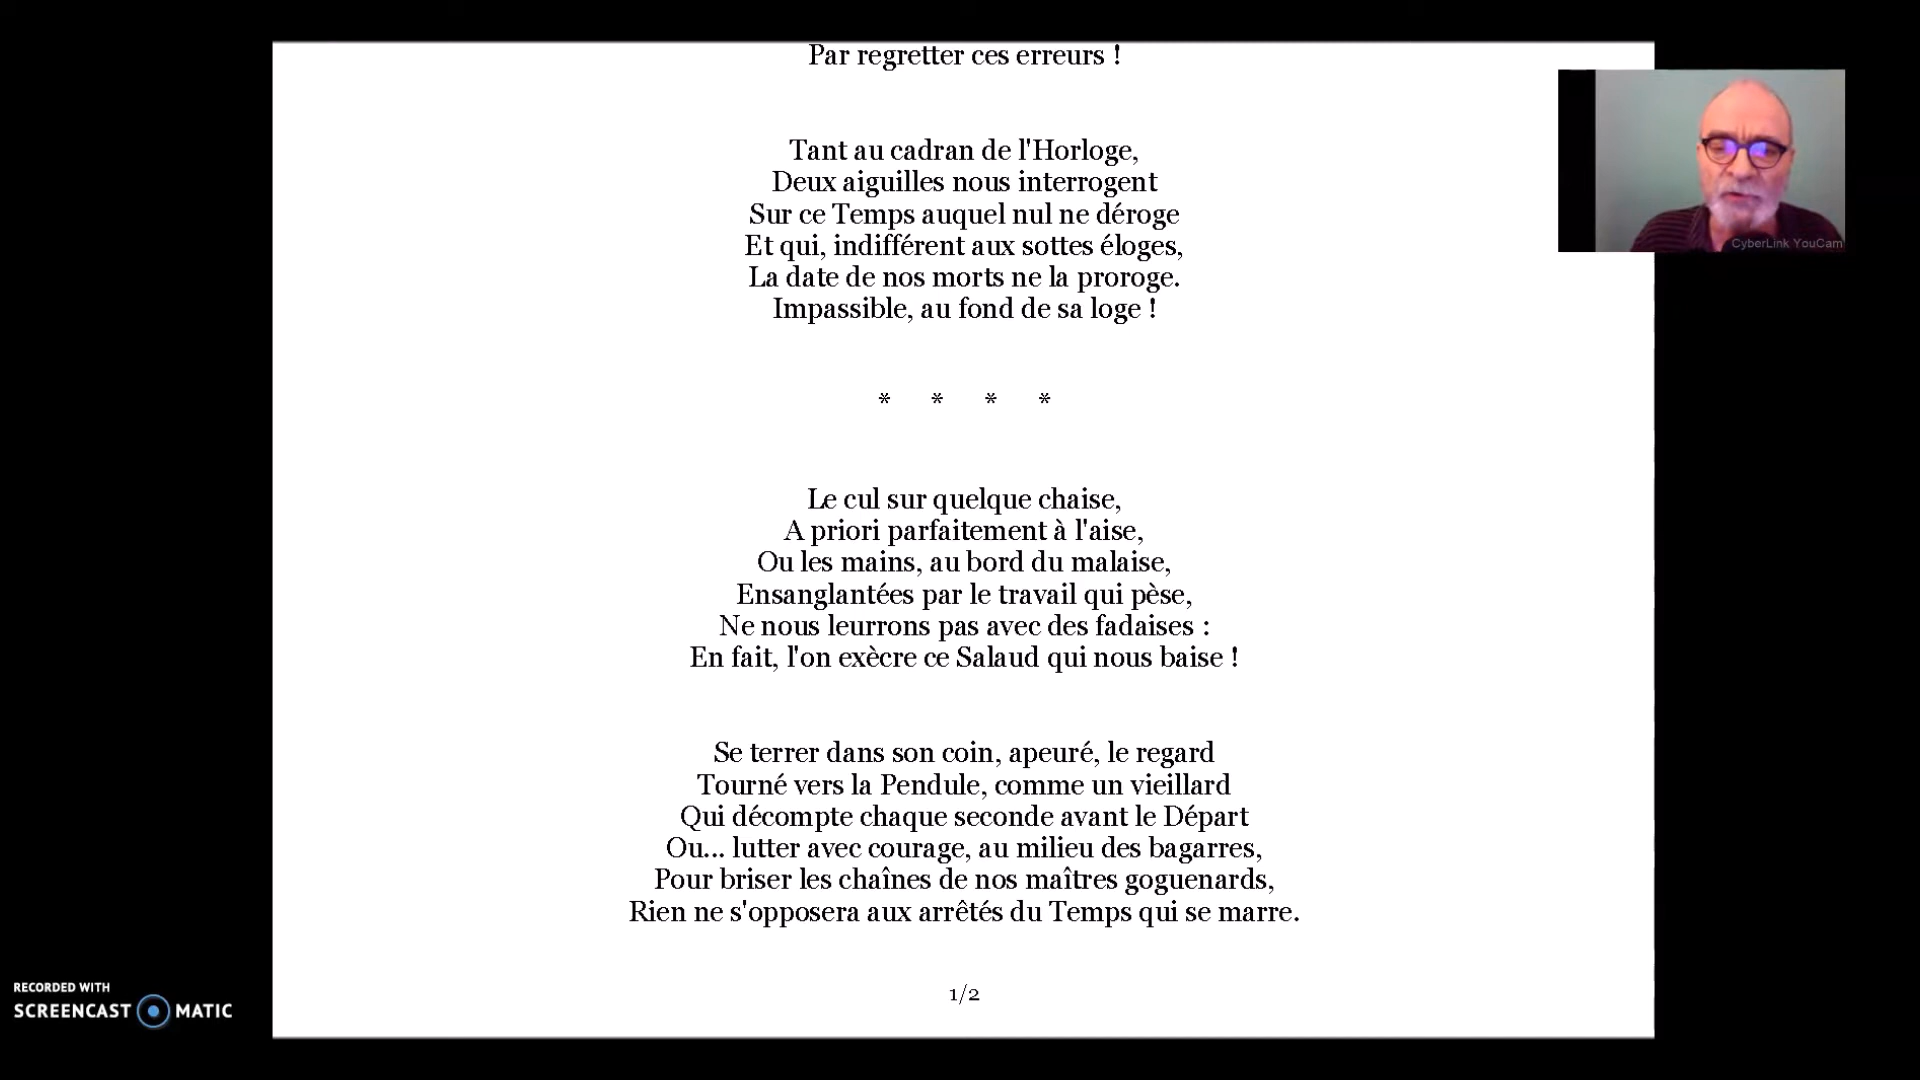 Par regretter ces erreurs !
Tant au cadran de l'Horloge,
Deux aiguilles nous interrogent
Sur ce Temps auquel nul ne déroge
Et qui, indifférent aux sottes éloges,
La date de nos morts ne la proroge.
Impassible, au fond de sa loge !
* * * *
Le cul sur quelque chaise,
A priori parfaitement à l'aise,
Ou les mains, au bord du malaise,
Ensanglantées par le travail qui pèse,
Ne nous leurrons pas avec des fadaises :
En fait, l'on exècre ce Salaud qui nous baise !
Se terrer dans son coin, apeuré, le regard
Tourné vers la Pendule, comme un vieillard
Qui décompte chaque seconde avant le Départ
Ou... lutter avec courage, au milieu des bagarres,
Pour briser les chaînes de nos maîtres goguenards,
Rien ne s'opposera aux arrêtés du Temps qui se marre.
1/2
CyberLink YouCam
RECORDED WITH
SCREENCAST MATIC